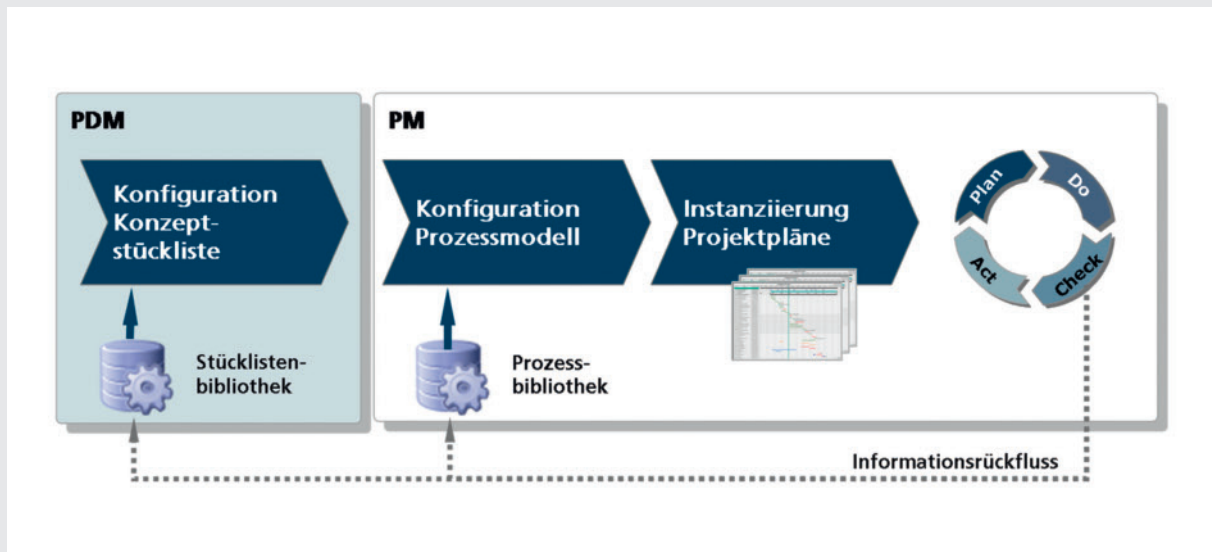 PDM
Konfiguration
Konzept-
stückliste
Stücklisten-
bibliothek
PM
Konfiguration
Prozessmodell
Instanziierung
Projektpläne
Prozess-
bibliothek
Plan
Do
Check
Act
Informationsrückfluss